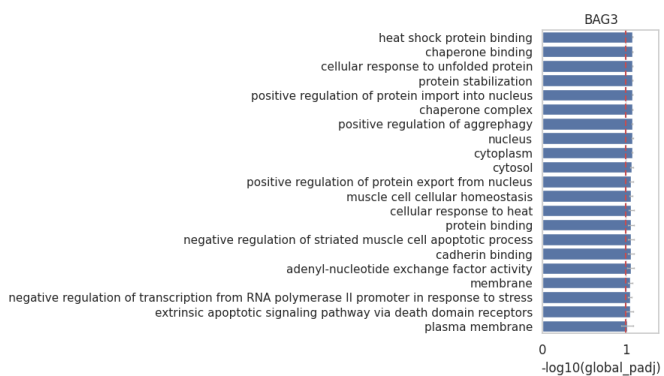 BAG3
heat shock protein binding
chaperone binding
cellular response to unfolded protein
protein stabilization
positive regulation of protein import into nucleus
chaperone complex
positive regulation of aggrephagy
nucleus
cytoplasm
cytosol
positive regulation of protein export from nucleus
muscle cell cellular homeostasis
cellular response to heat
protein binding
negative regulation of striated muscle cell apoptotic process
cadherin binding
adenyl-nucleotide exchange factor activity
membrane
negative regulation of transcription from RNA polymerase II promoter in response to stress
extrinsic apoptotic signaling pathway via death domain receptors
plasma membrane
0 1
-log10(global_padj)